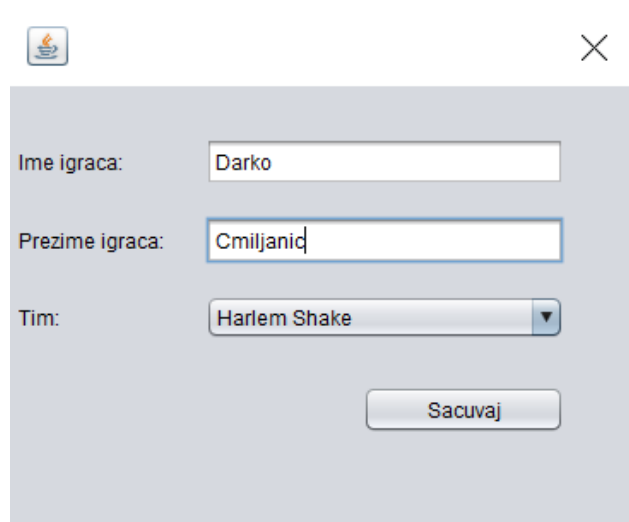 Ime igraca: Darko
Prezime igraca: Cmiljanic
Tim: Harlem Shake
Sacuvaj